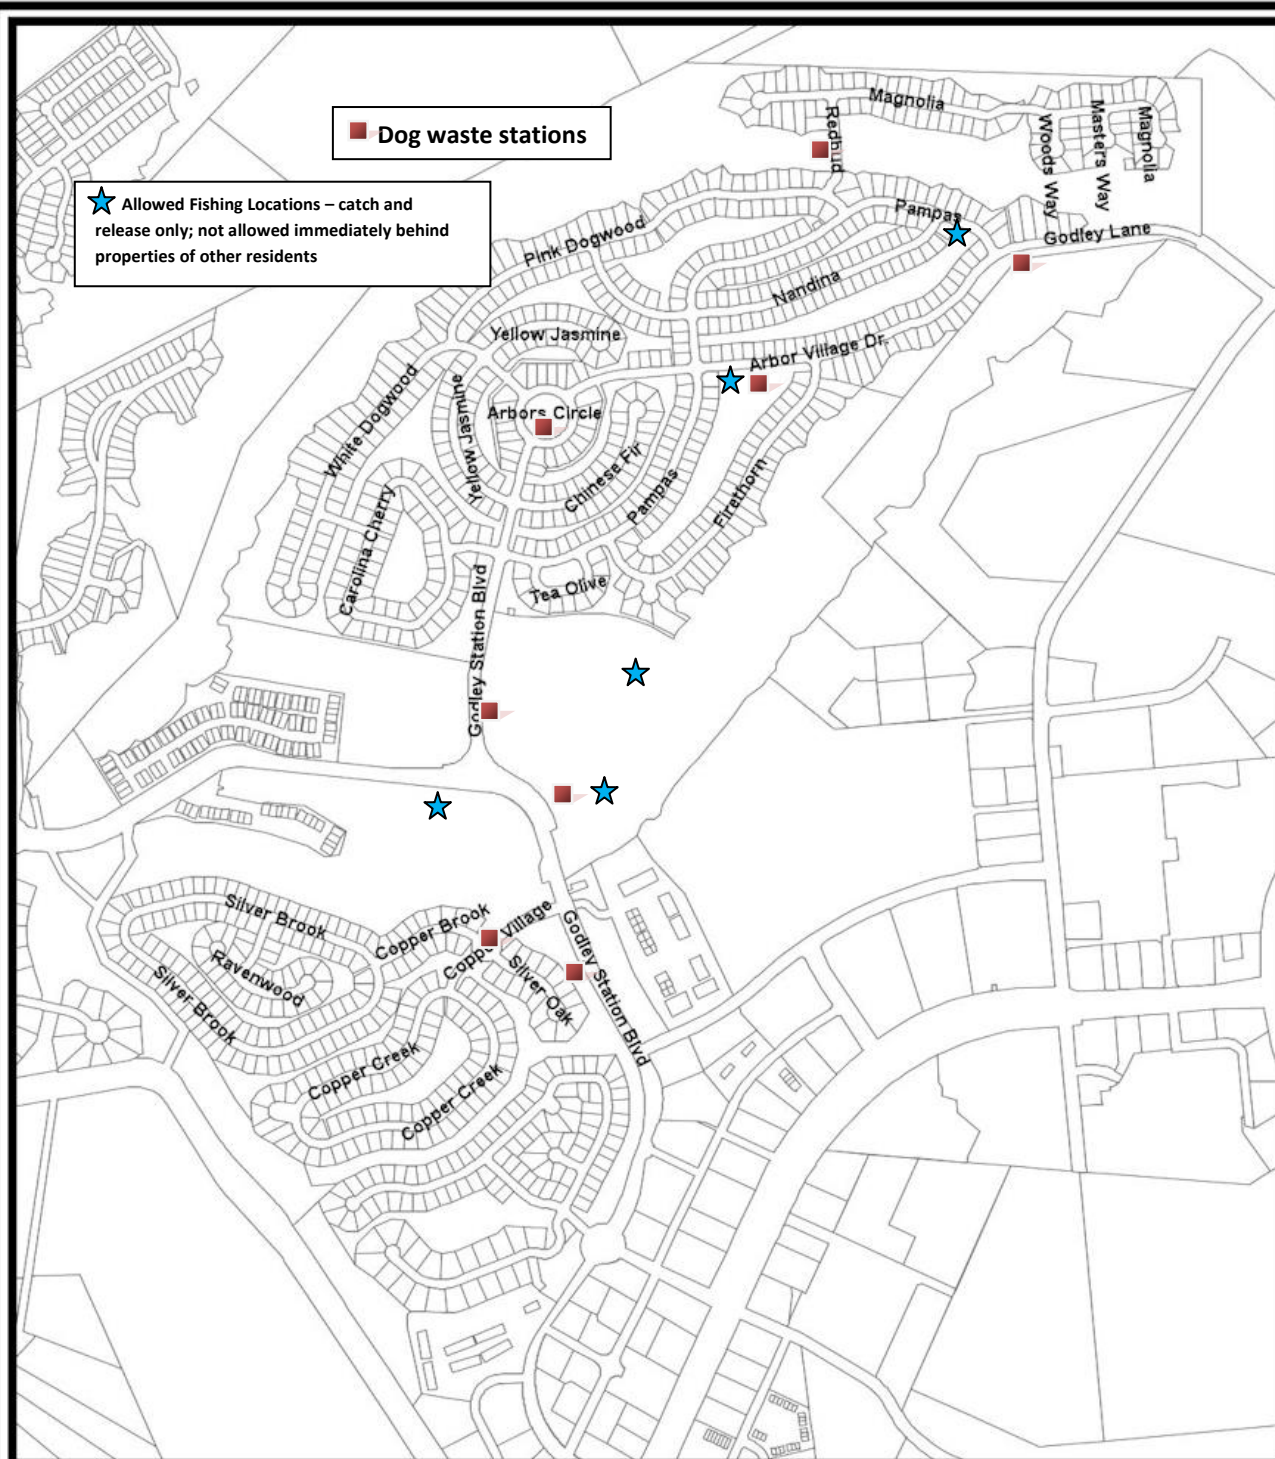 Dog waste stations
Allowed Fishing Locations – catch and
release only; not allowed immediately behind
properties of other residents
Magnolia
Redbud
Woods Way
Masters Way
Magnolia
Pampas
Godley Lane
Pink Dogwood
Nandina
Yellow Jasmine
Arbor Village Dr.
White Dogwood
Yellow Jasmine
Arbors Circle
Chinese Fir
Pampas
Firethorn
Carolina Cherry
Tea Olive
Godley Station Blvd
Silver Brook
Copper Brook
Copper Village
Ravenwood
Silver Brook
Silver Oak
Godley Station Blvd
Copper Creek
Copper Creek